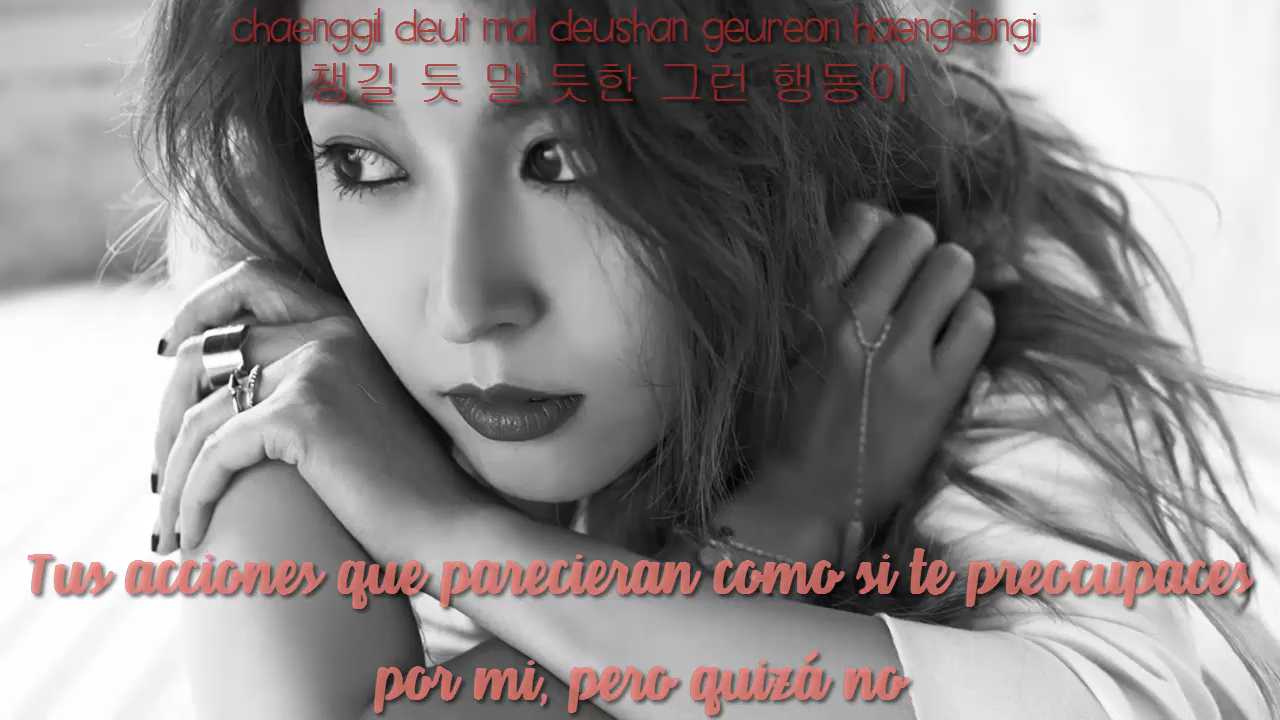 chaenggil deut mal deushan geureon haengdongi
챙길 듯 말 듯한 그런 행동이
Tus acciones que parecieran como si te preocupaces
por mi, pero quizá no